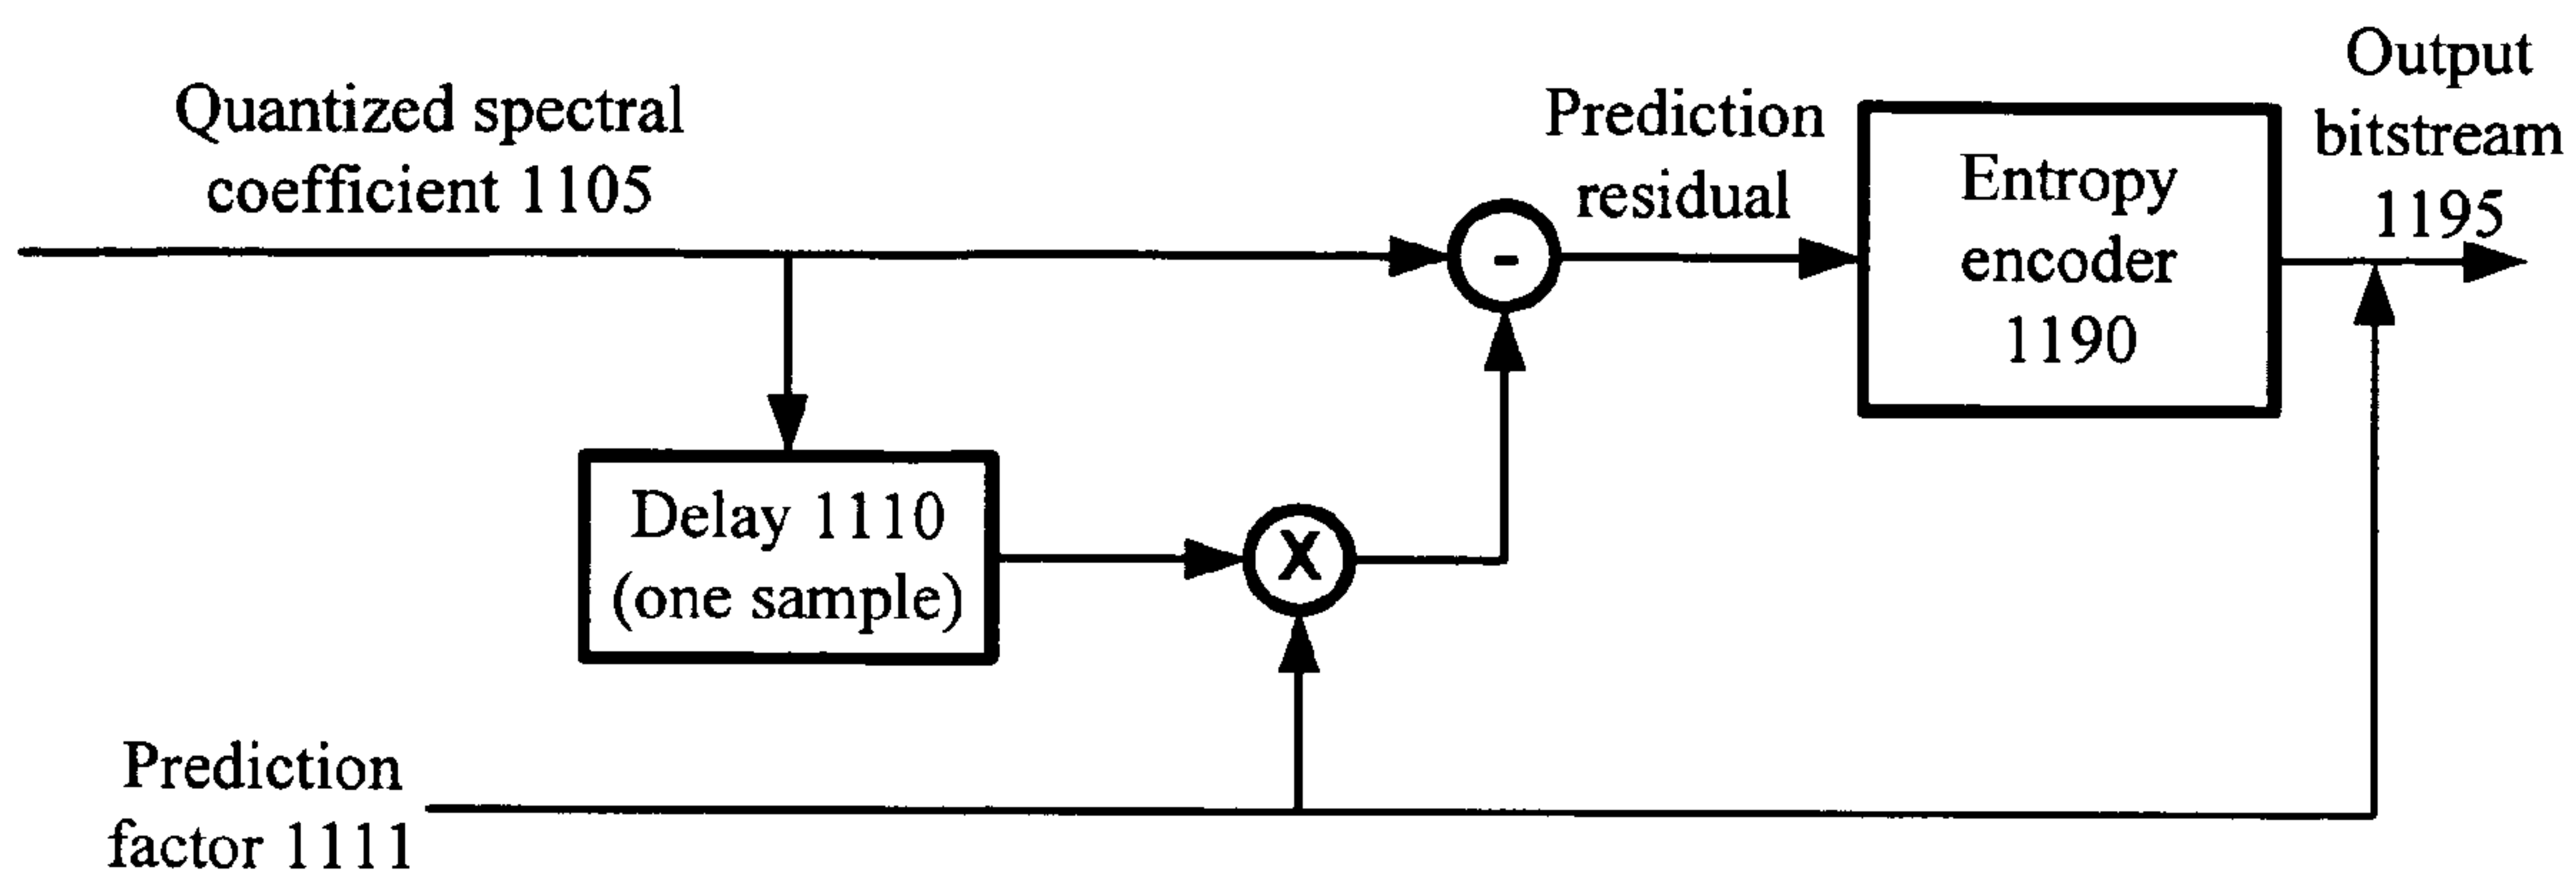 Quantized spectral
coefficient 1105
Prediction
residual
Entropy
encoder
1190
Output
bitstream
1195
-
Delay 1110
(one sample)
X
Prediction
factor 1111